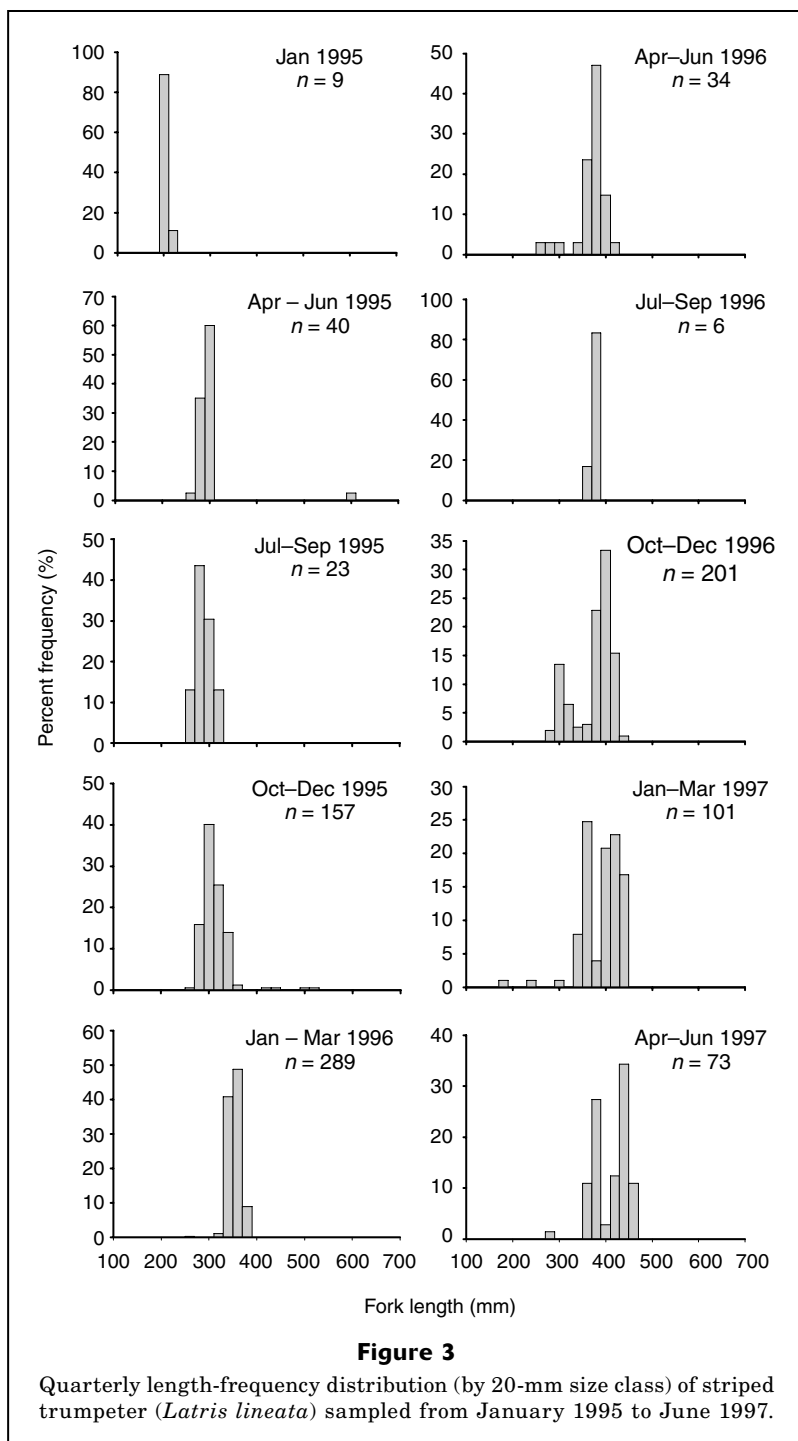 Percent frequency (%)
Jan 1995
n = 9
100
80
60
40
20
0
Apr – Jun 1995
n = 40
70
60
50
40
30
20
10
0
Jul–Sep 1995
n = 23
50
40
30
20
10
0
Oct–Dec 1995
n = 157
50
40
30
20
10
0
Jan – Mar 1996
n = 289
60
50
40
30
20
10
0
100 200 300 400 500 600 700
Apr–Jun 1996
n = 34
50
40
30
20
10
0
Jul–Sep 1996
n = 6
100
80
60
40
20
0
Oct–Dec 1996
n = 201
35
30
25
20
15
10
5
0
Jan–Mar 1997
n = 101
30
25
20
15
10
5
0
Apr–Jun 1997
n = 73
40
30
20
10
0
100 200 300 400 500 600 700
Fork length (mm)
Figure 3
Quarterly length-frequency distribution (by 20-mm size class) of striped
trumpeter (Latris lineata) sampled from January 1995 to June 1997.